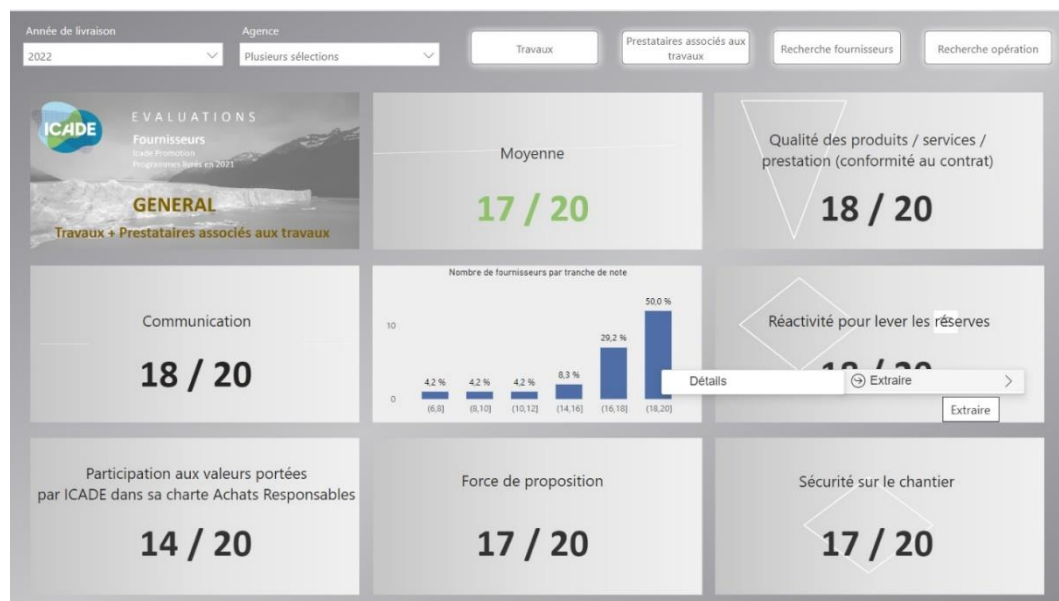 Année de livraison
Agence
2022
Plusieurs sélections
Travaux
Prestataires associés aux
travaux
Recherche fournisseurs
Recherche opération
ICADE
EVALUATIONS
Fournisseurs
Icade Promotion
Programmes livrés en 2021
GENERAL
Travaux + Prestataires associés aux travaux
Moyenne
17 / 20
Qualité des produits / services /
prestation (conformité au contrat)
18 / 20
Communication
18 / 20
Nombre de fournisseurs par tranche de note
10
0
4,2 %
4,2 %
4,2 %
8,3 %
29,2 %
50,0 %
(6,8]
(8,10]
(10,12]
(14,16]
(16,18]
(18,20]
Réactivité pour lever les réserves
18 / 20
Détails
Extraire
Extraire
Participation aux valeurs portées
par ICADE dans sa charte Achats Responsables
14 / 20
Force de proposition
17 / 20
Sécurité sur le chantier
17 / 20